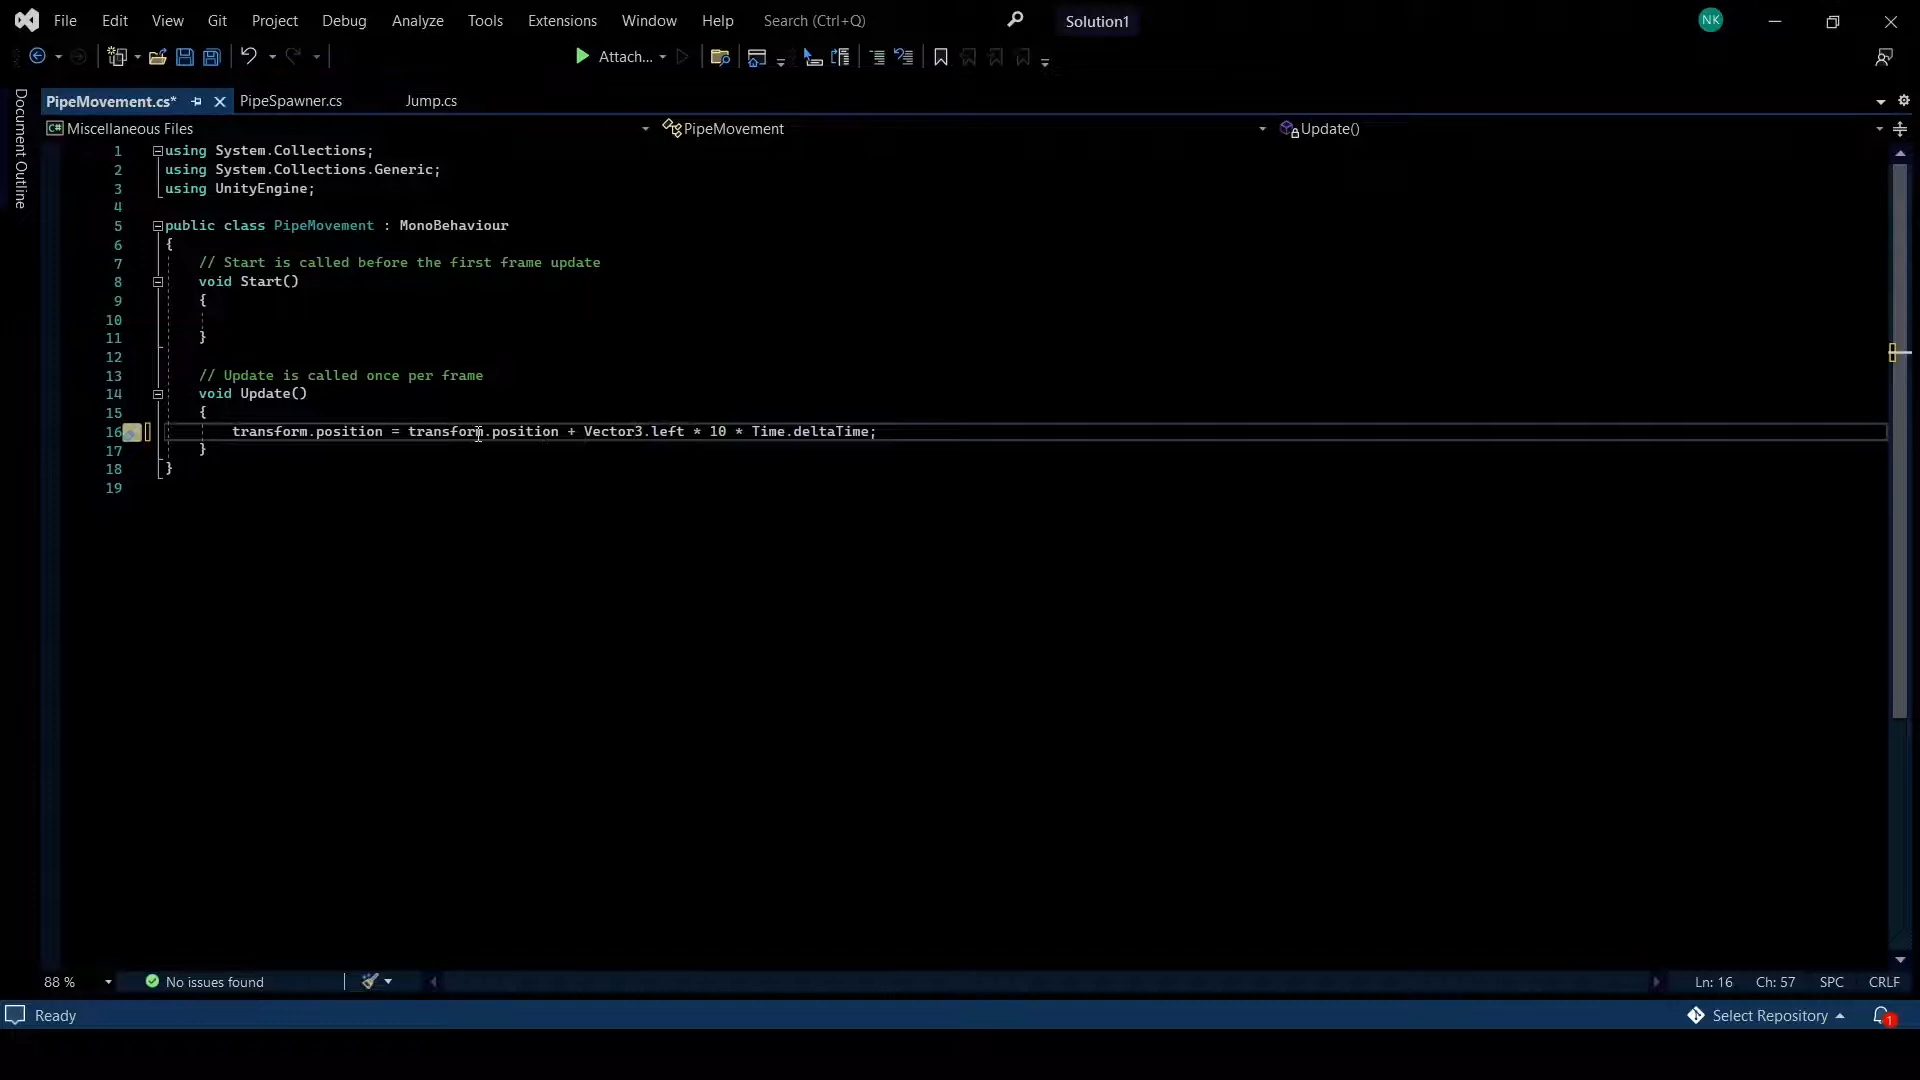 File Edit View Git Project Debug Analyze Tools Extensions Window Help Search (Ctrl+Q) Solution1 NK
Attach...
Document Outline
PipeMovement.cs* PipeSpawner.cs Jump.cs
C# Miscellaneous Files PipeMovement Update()
1 using System.Collections;
2 using System.Collections.Generic;
3 using UnityEngine;
4
5 public class PipeMovement : MonoBehaviour
6 {
7 // Start is called before the first frame update
8 void Start()
9 {
10
11 }
12
13 // Update is called once per frame
14 void Update()
15 {
16 transform.position = transform.position + Vector3.left * 10 * Time.deltaTime;
17 }
18 }
19
88 % No issues found Ln: 16 Ch: 57 SPC CRLF
Ready Select Repository 1